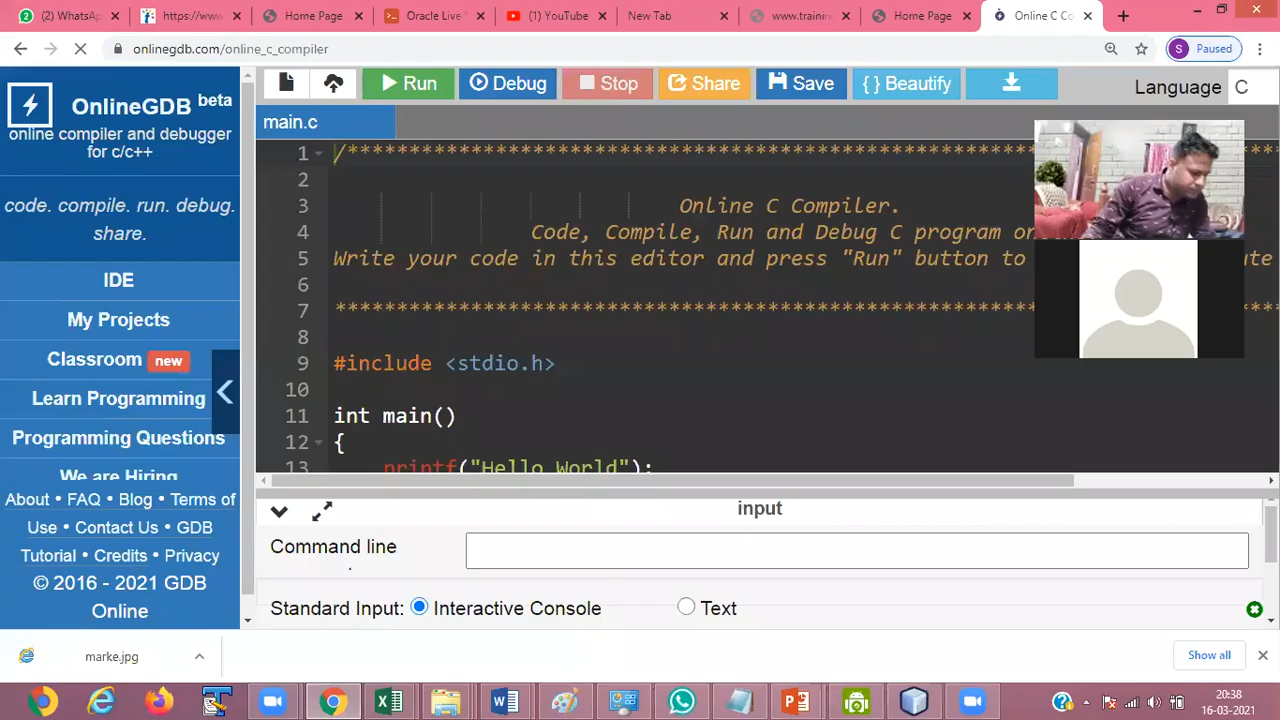 (2) WhatsAp
https://www
Home Page
Oracle Live
(1) YouTube
New Tab
www.trainin
Home Page
Online C Co
onlinegdb.com/online_c_compiler
S Paused
OnlineGDB beta
online compiler and debugger
for c/c++
code. compile. run. debug.
share.
IDE
My Projects
Classroom new
Learn Programming
Programming Questions
We are Hiring
About • FAQ • Blog • Terms of
Use • Contact Us • GDB
Tutorial • Credits • Privacy
© 2016 - 2021 GDB
Online
Run
Debug
Stop
Share
Save
{ } Beautify
Language C
main.c
1 /*********************************************************
2
3 Online C Compiler.
4 Code, Compile, Run and Debug C program on
5 Write your code in this editor and press "Run" button to ute
6
7 *********************************************************
8
9 #include <stdio.h>
10
11 int main()
12 {
13 printf("Hello World");
input
Command line
Standard Input: Interactive Console Text
marke.jpg
Show all
20:38
16-03-2021